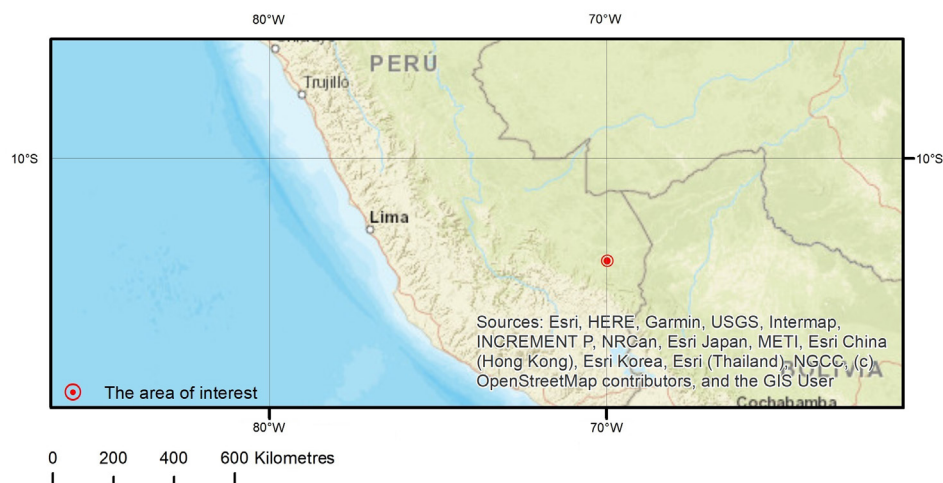 80°W 70°W
PERÚ
Trujillo
10°S 10°S
Lima
Sources: Esri, HERE, Garmin, USGS, Intermap,
INCREMENT P, NRCan, Esri Japan, METI, Esri China
(Hong Kong), Esri Korea, Esri (Thailand), NGCC, (c)
OpenStreetMap contributors, and the GIS User
BOLIVIA
The area of interest
Cochabamba
80°W 70°W
0 200 400 600 Kilometres